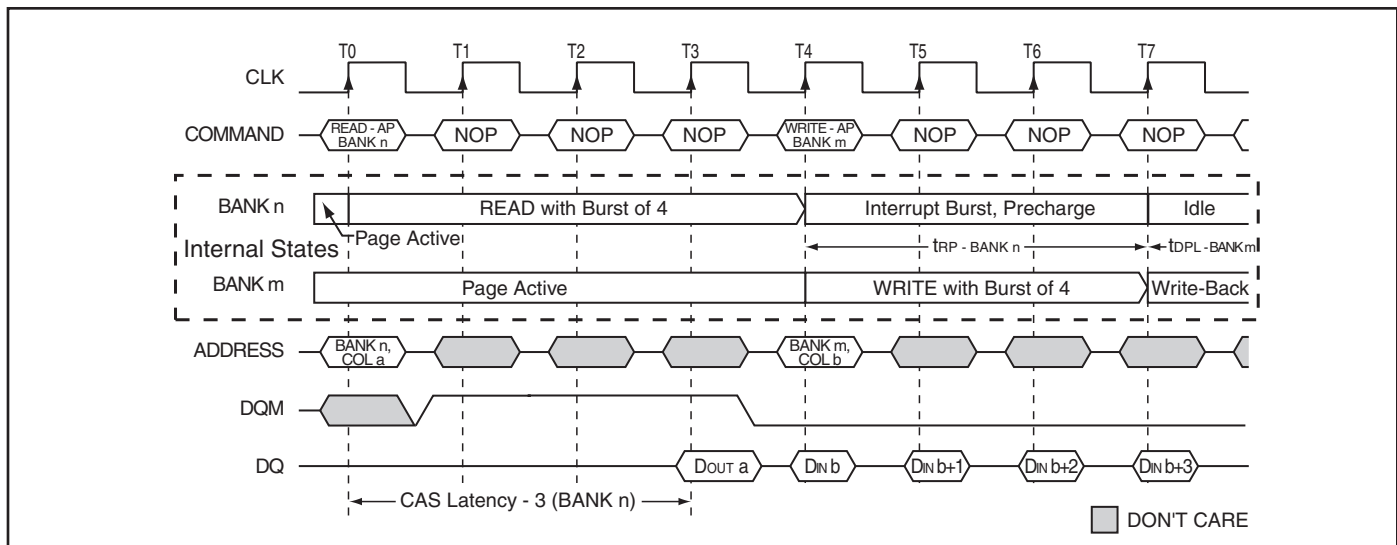 T0 T1 T2 T3 T4 T5 T6 T7
CLK
COMMAND READ - AP BANK n NOP NOP NOP WRITE - AP BANK m NOP NOP NOP
BANK n READ with Burst of 4 Interrupt Burst, Precharge Idle
Page Active
Internal States tRP - BANK n tDPL - BANK m
BANK m Page Active WRITE with Burst of 4 Write-Back
ADDRESS BANK n, COL a BANK m, COL b
DQM
DQ DOUT a DIN b DIN b+1 DIN b+2 DIN b+3
CAS Latency - 3 (BANK n)
DON'T CARE